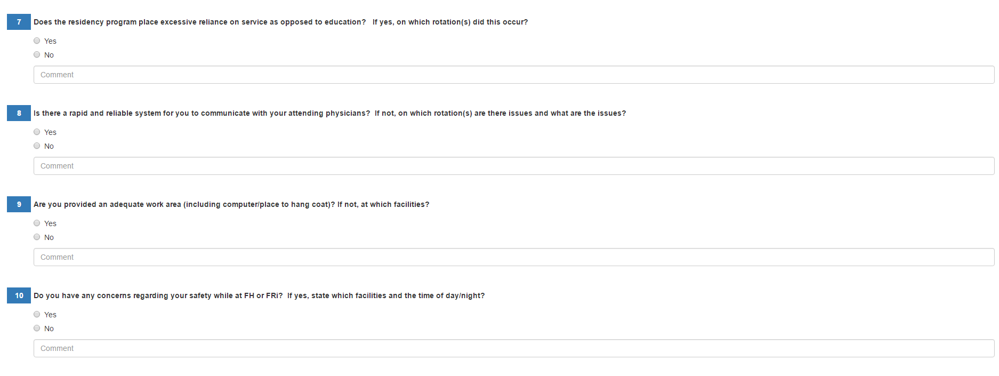 7 Does the residency program place excessive reliance on service as opposed to education?   If yes, on which rotation(s) did this occur?
Yes
No
Comment
8 Is there a rapid and reliable system for you to communicate with your attending physicians?  If not, on which rotation(s) are there issues and what are the issues?
Yes
No
Comment
9 Are you provided an adequate work area (including computer/place to hang coat)? If not, at which facilities?
Yes
No
Comment
10 Do you have any concerns regarding your safety while at FH or FRi?  If yes, state which facilities and the time of day/night?
Yes
No
Comment